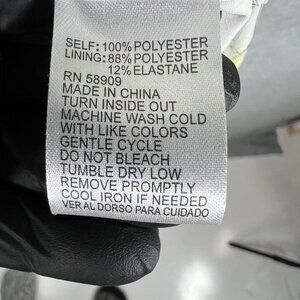 SELF: 100% POLYESTER
LINING: 88% POLYESTER
12% ELASTANE
RN 58909
MADE IN CHINA
TURN INSIDE OUT
MACHINE WASH COLD
WITH LIKE COLORS
GENTLE CYCLE
DO NOT BLEACH
TUMBLE DRY LOW
REMOVE PROMPTLY
COOL IRON IF NEEDED
VER AL DORSO PARA CUIDADO